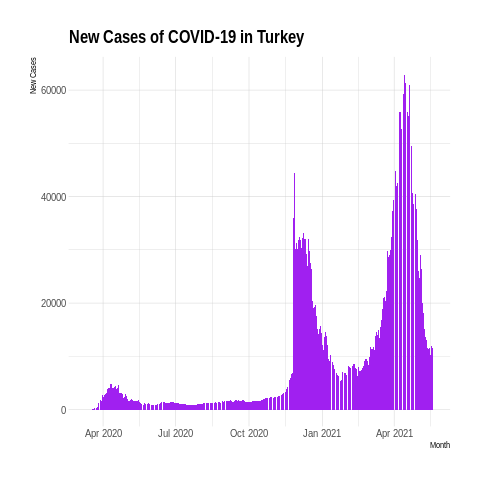 New Cases of COVID-19 in Turkey
New Cases
60000
40000
20000
0
Apr 2020 Jul 2020 Oct 2020 Jan 2021 Apr 2021
Month